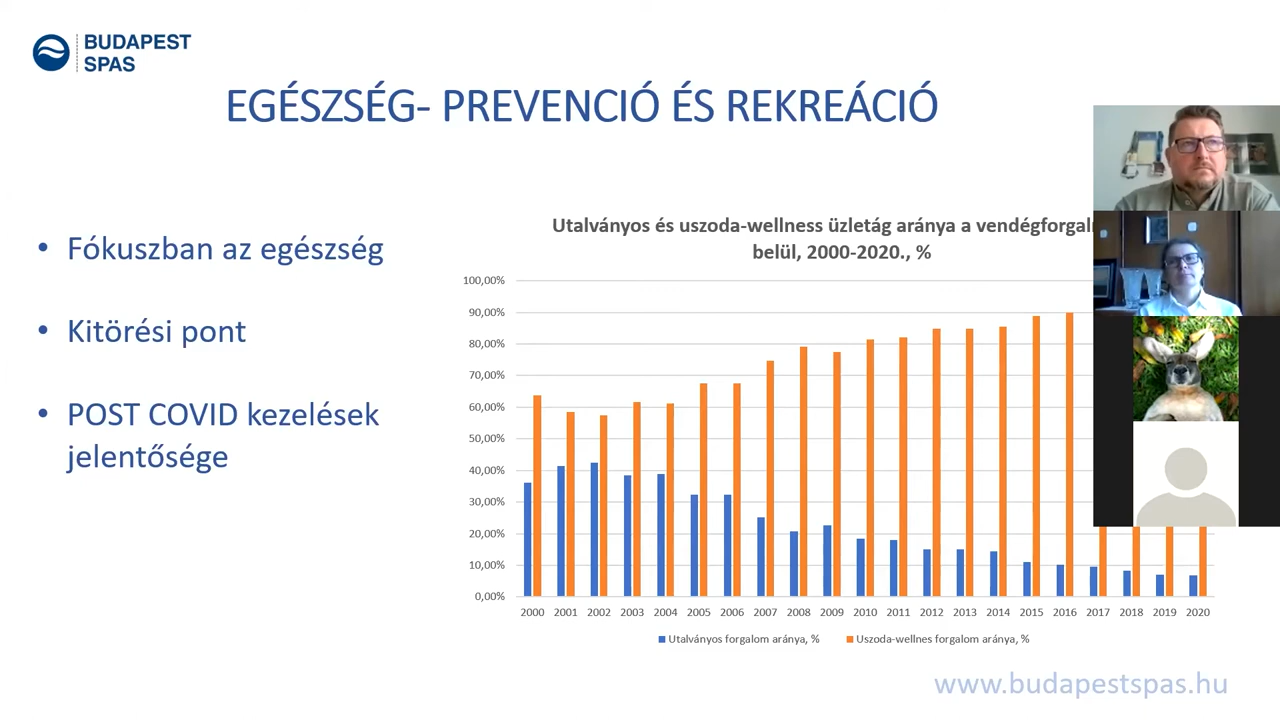 BUDAPEST
SPAS
EGÉSZSÉG- PREVENCIÓ ÉS REKREÁCIÓ
• Fókuszban az egészség
• Kitörési pont
• POST COVID kezelések
jelentősége
Utalványos és uszoda-wellness üzletág aránya a
belül, 2000-2020., %
100,00%
90,00%
80,00%
70,00%
60,00%
50,00%
40,00%
30,00%
20,00%
10,00%
0,00%
2000 2001 2002 2003 2004 2005 2006 2007 2008 2009 2010 2011 2012 2013 2014 2015 2016 2017 2018 2019 2020
Utalványos forgalom aránya, % Uszoda-wellnes forgalom aránya, %
www.budapestspas.hu